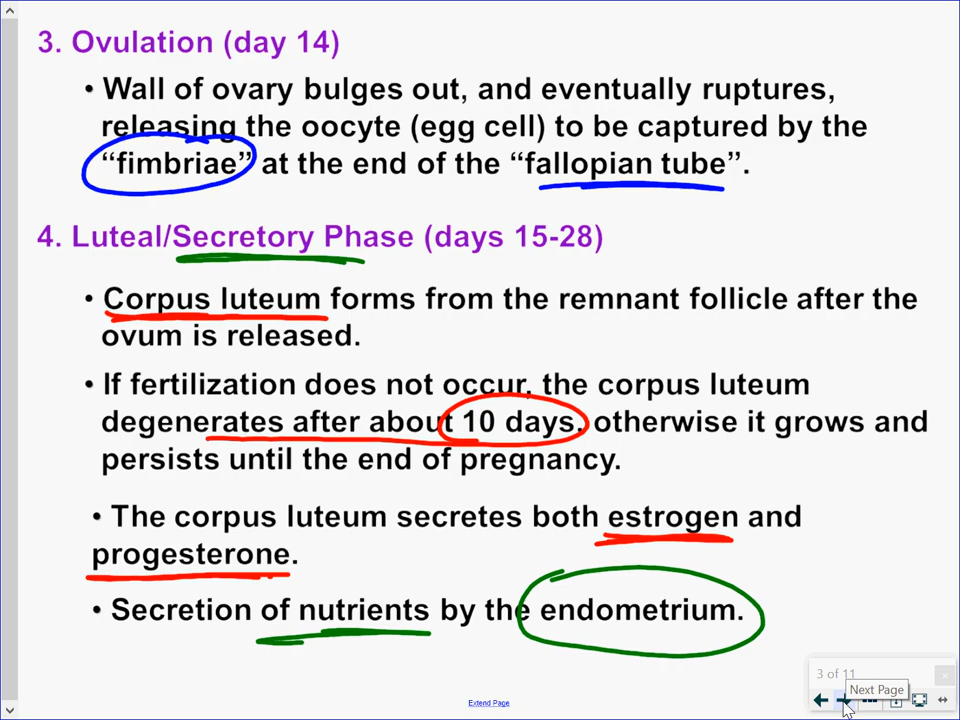 3. Ovulation (day 14)
• Wall of ovary bulges out, and eventually ruptures,
releasing the oocyte (egg cell) to be captured by the
“fimbriae” at the end of the “fallopian tube”.
4. Luteal/Secretory Phase (days 15-28)
• Corpus luteum forms from the remnant follicle after the
ovum is released.
• If fertilization does not occur, the corpus luteum
degenerates after about 10 days, otherwise it grows and
persists until the end of pregnancy.
• The corpus luteum secretes both estrogen and
progesterone.
• Secretion of nutrients by the endometrium.
3 of 11
Next Page
Extend Page